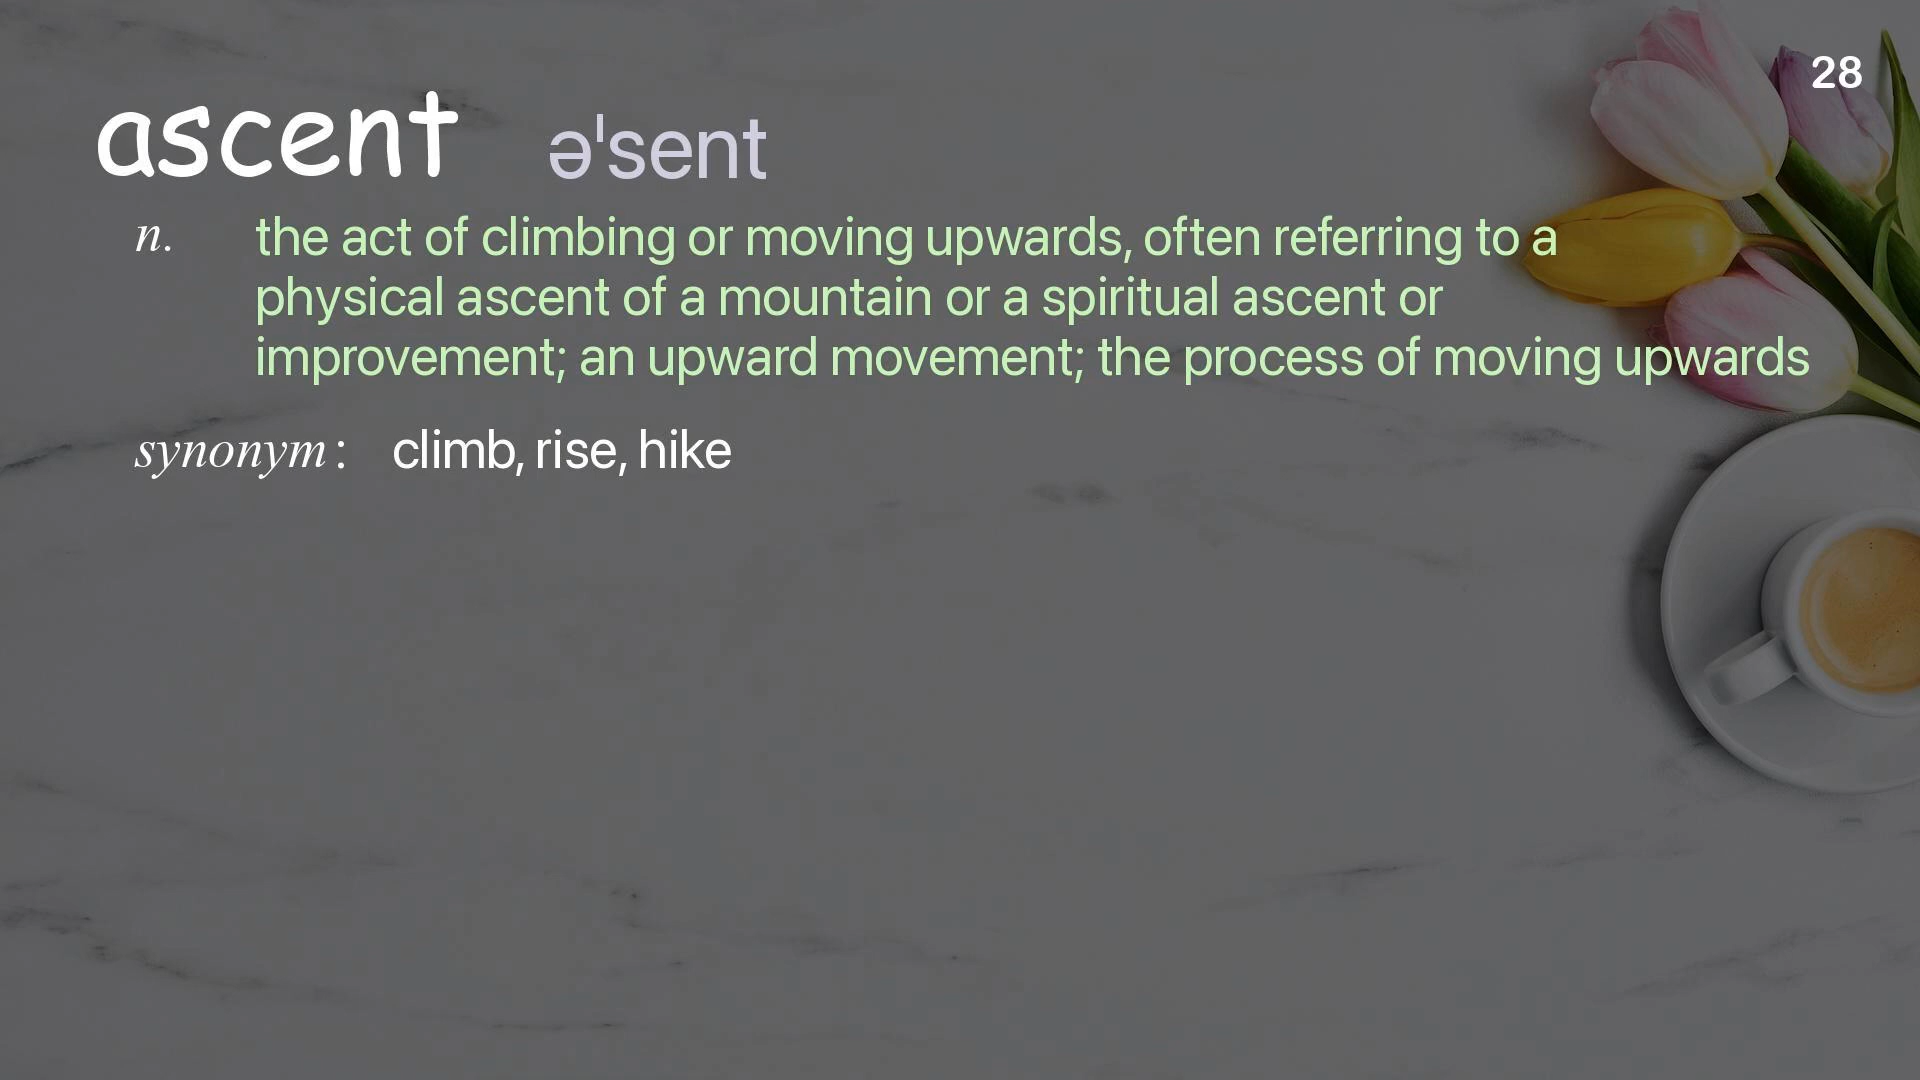 28
ascent əˈsent
n. the act of climbing or moving upwards, often referring to a
physical ascent of a mountain or a spiritual ascent or
improvement; an upward movement; the process of moving upwards
synonym : climb, rise, hike